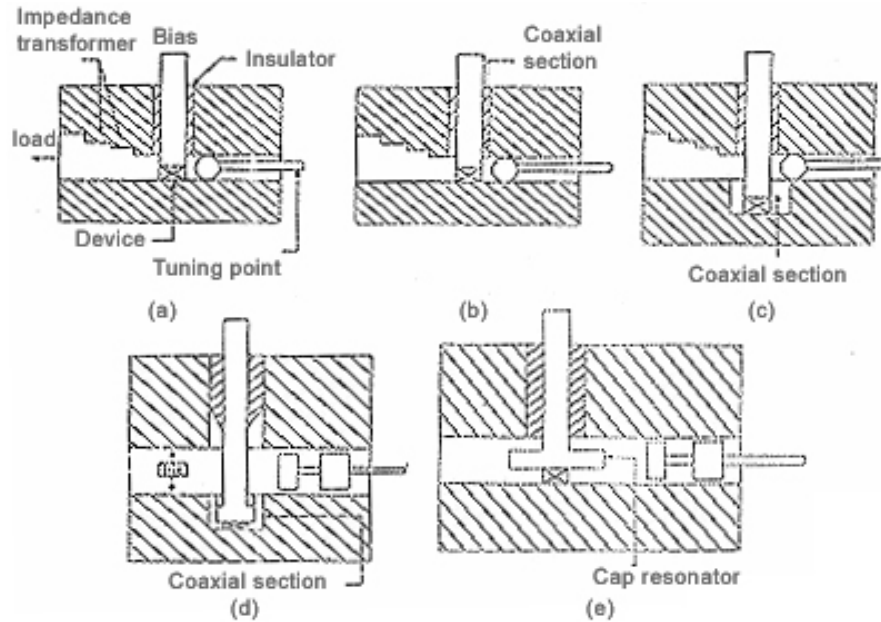 Impedance
transformer
Bias
Insulator
load
Device
Tuning point
(a)
Coaxial
section
(b)
Coaxial section
(c)
Coaxial section
(d)
Cap resonator
(e)